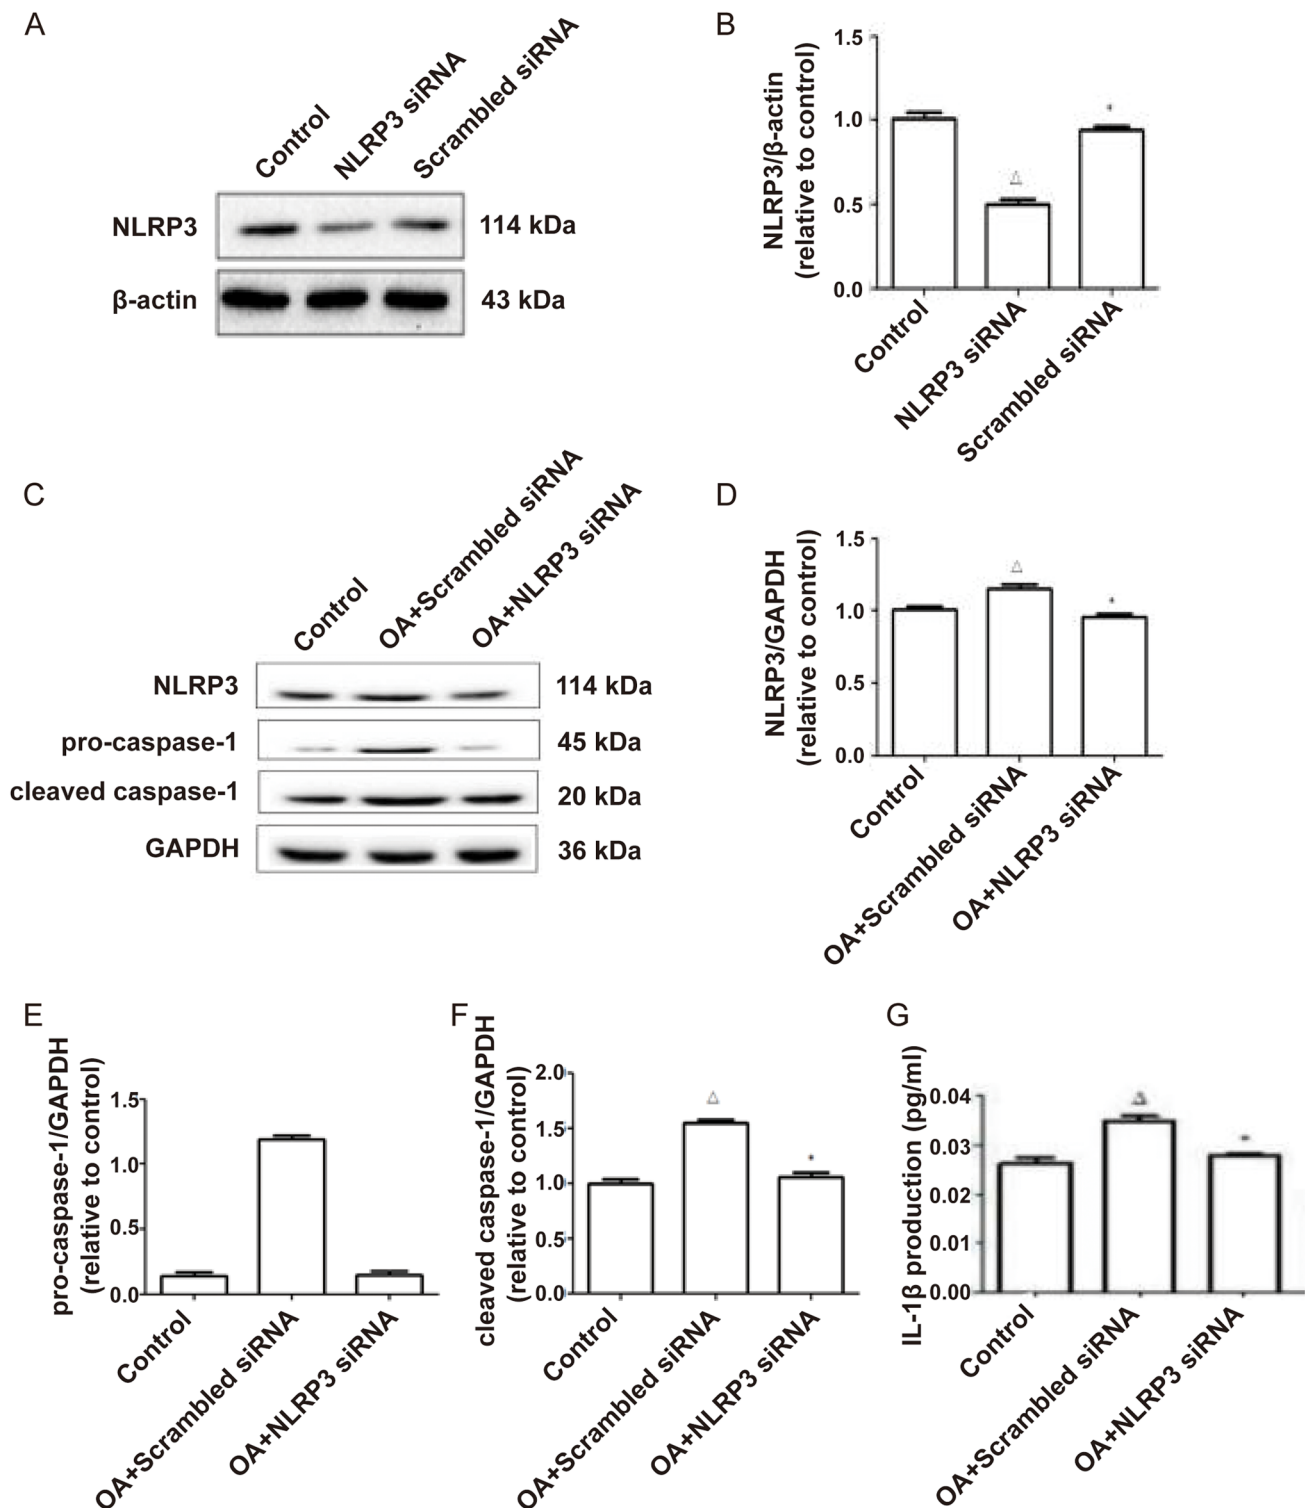 A
Control
NLRP3 siRNA
Scrambled siRNA
NLRP3
114 kDa
β-actin
43 kDa
B
NLRP3/β-actin
(relative to control)
1.5
1.0
0.5
0.0
△
*
Control
NLRP3 siRNA
Scrambled siRNA
C
Control
OA+Scrambled siRNA
OA+NLRP3 siRNA
NLRP3
114 kDa
pro-caspase-1
45 kDa
cleaved caspase-1
20 kDa
GAPDH
36 kDa
D
NLRP3/GAPDH
(relative to control)
1.5
1.0
0.5
0.0
△
*
Control
OA+Scrambled siRNA
OA+NLRP3 siRNA
E
pro-caspase-1/GAPDH
(relative to control)
1.5
1.0
0.5
0.0
Control
OA+Scrambled siRNA
OA+NLRP3 siRNA
F
cleaved caspase-1/GAPDH
(relative to control)
2.0
1.5
1.0
0.5
0.0
△
*
Control
OA+Scrambled siRNA
OA+NLRP3 siRNA
G
IL-1β production (pg/ml)
0.04
0.03
0.02
0.01
0.00
△
*
Control
OA+Scrambled siRNA
OA+NLRP3 siRNA